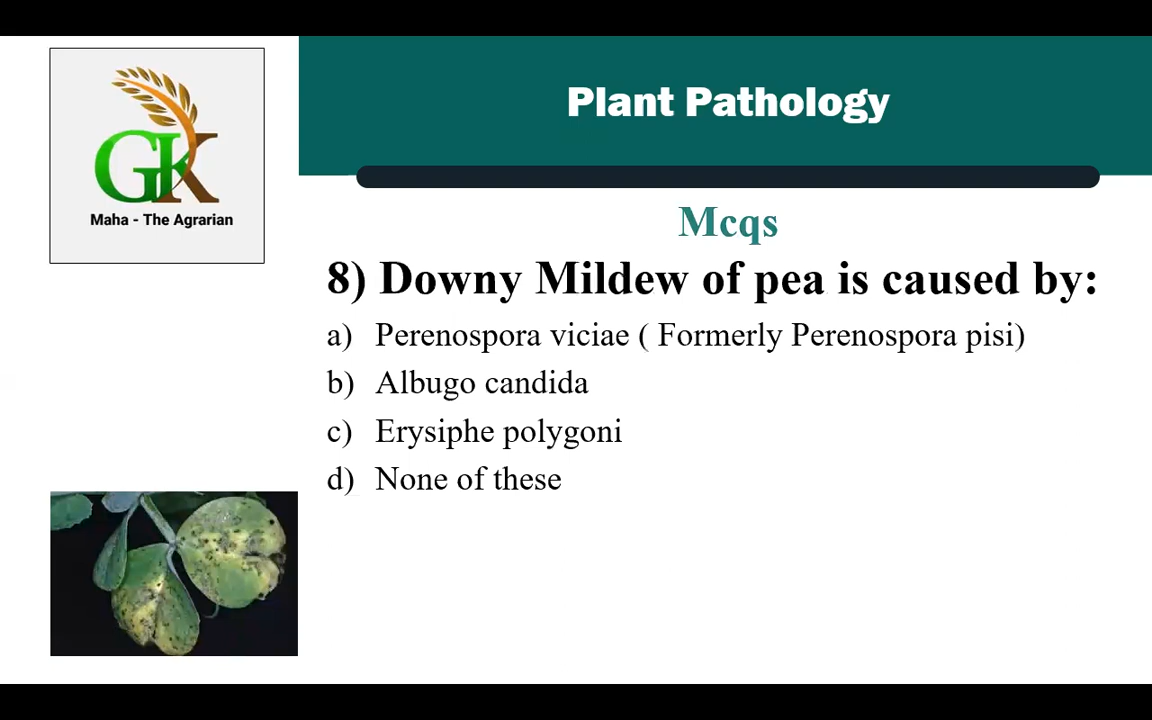 GK
Maha - The Agrarian
Plant Pathology
Mcqs
8) Downy Mildew of pea is caused by:
a) Perenospora viciae ( Formerly Perenospora pisi)
b) Albugo candida
c) Erysiphe polygoni
d) None of these